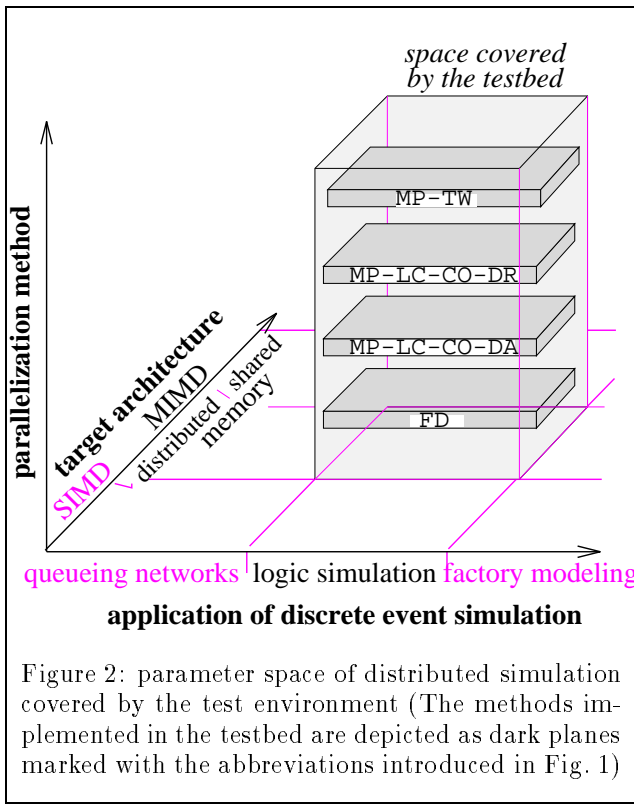 space covered
by the testbed
MP-TW
MP-LC-CO-DR
MP-LC-CO-DA
FD
parallelization method
target architecture
SIMD
MIMD
distributed
shared
memory
queueing networks
logic simulation
factory modeling
application of discrete event simulation
Figure 2: parameter space of distributed simulation
covered by the test environment (The methods im-
plemented in the testbed are depicted as dark planes
marked with the abbreviations introduced in Fig. 1)